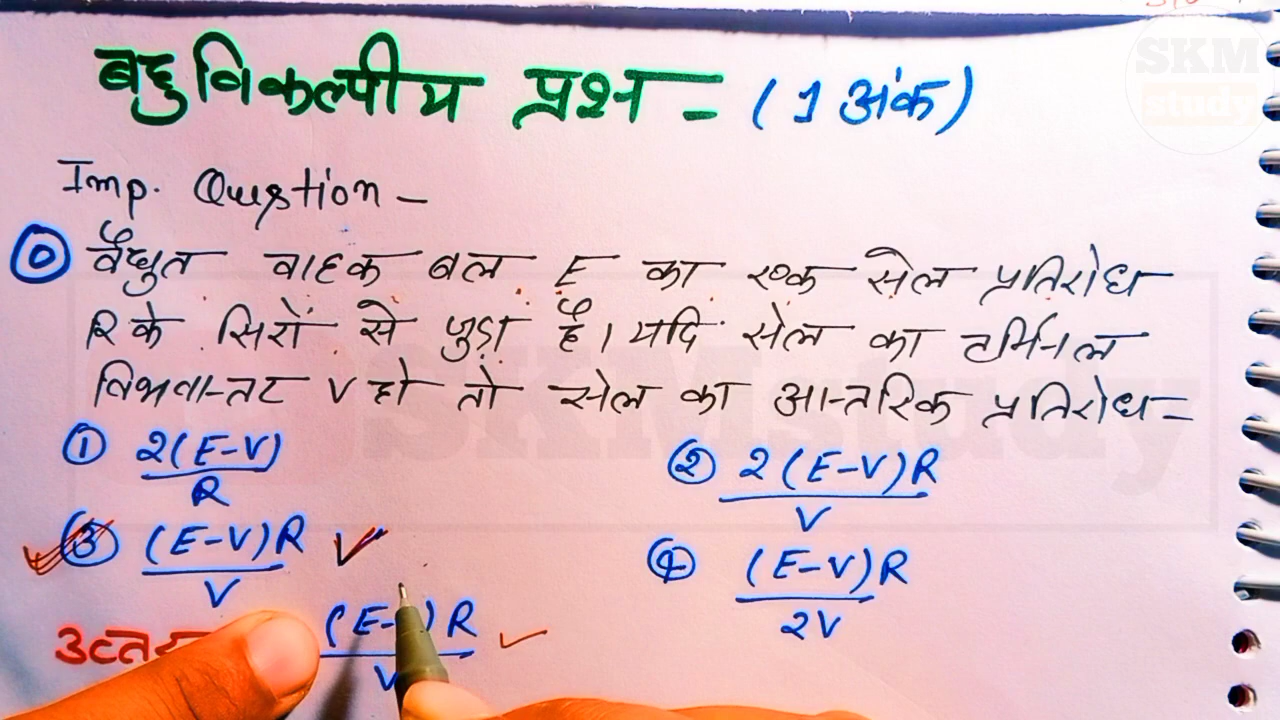 SKM
study
बहुविकल्पीय प्रश्न - (1 अंक)
Imp. Question -
वैद्युत वाहक बल E का एक सेल प्रतिरोध
R के सिरों से जुड़ा है। यदि सेल का टर्मिनल
विभवान्तर V हो तो सेल का आन्तरिक प्रतिरोध =
① 2(E-V)/R
② 2(E-V)R/V
③ (E-V)R/V ✓
④ (E-V)R/2V
R/V ✓
SKMstudy